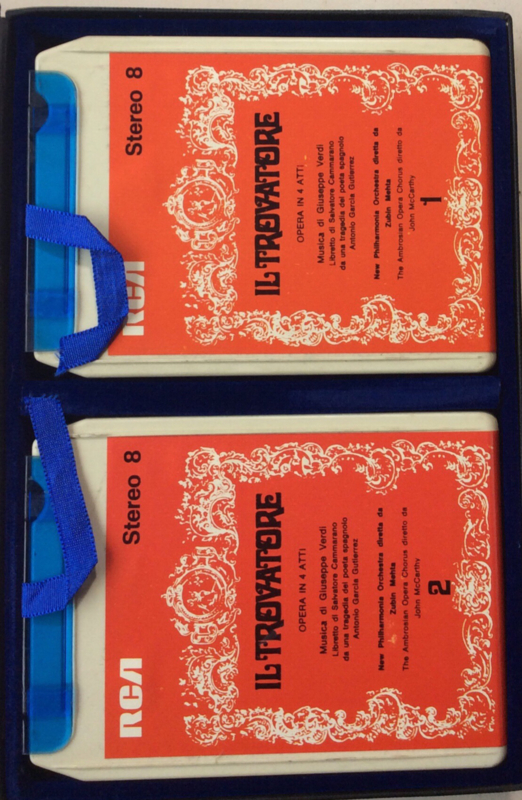 RCA
Stereo 8
IL TROVATORE
OPERA IN 4 ATTI
Musica di Giuseppe Verdi
Libretto di Salvatore Cammarano
da una tragedia del poeta spagnolo
Antonio García Gutierrez
New Philharmonia Orchestra diretta da
Zubin Mehta
The Ambrosian Opera Chorus diretto da
John McCarthy
1
RCA
Stereo 8
IL TROVATORE
OPERA IN 4 ATTI
Musica di Giuseppe Verdi
Libretto di Salvatore Cammarano
da una tragedia del poeta spagnolo
Antonio García Gutierrez
New Philharmonia Orchestra diretta da
Zubin Mehta
The Ambrosian Opera Chorus diretto da
John McCarthy
2